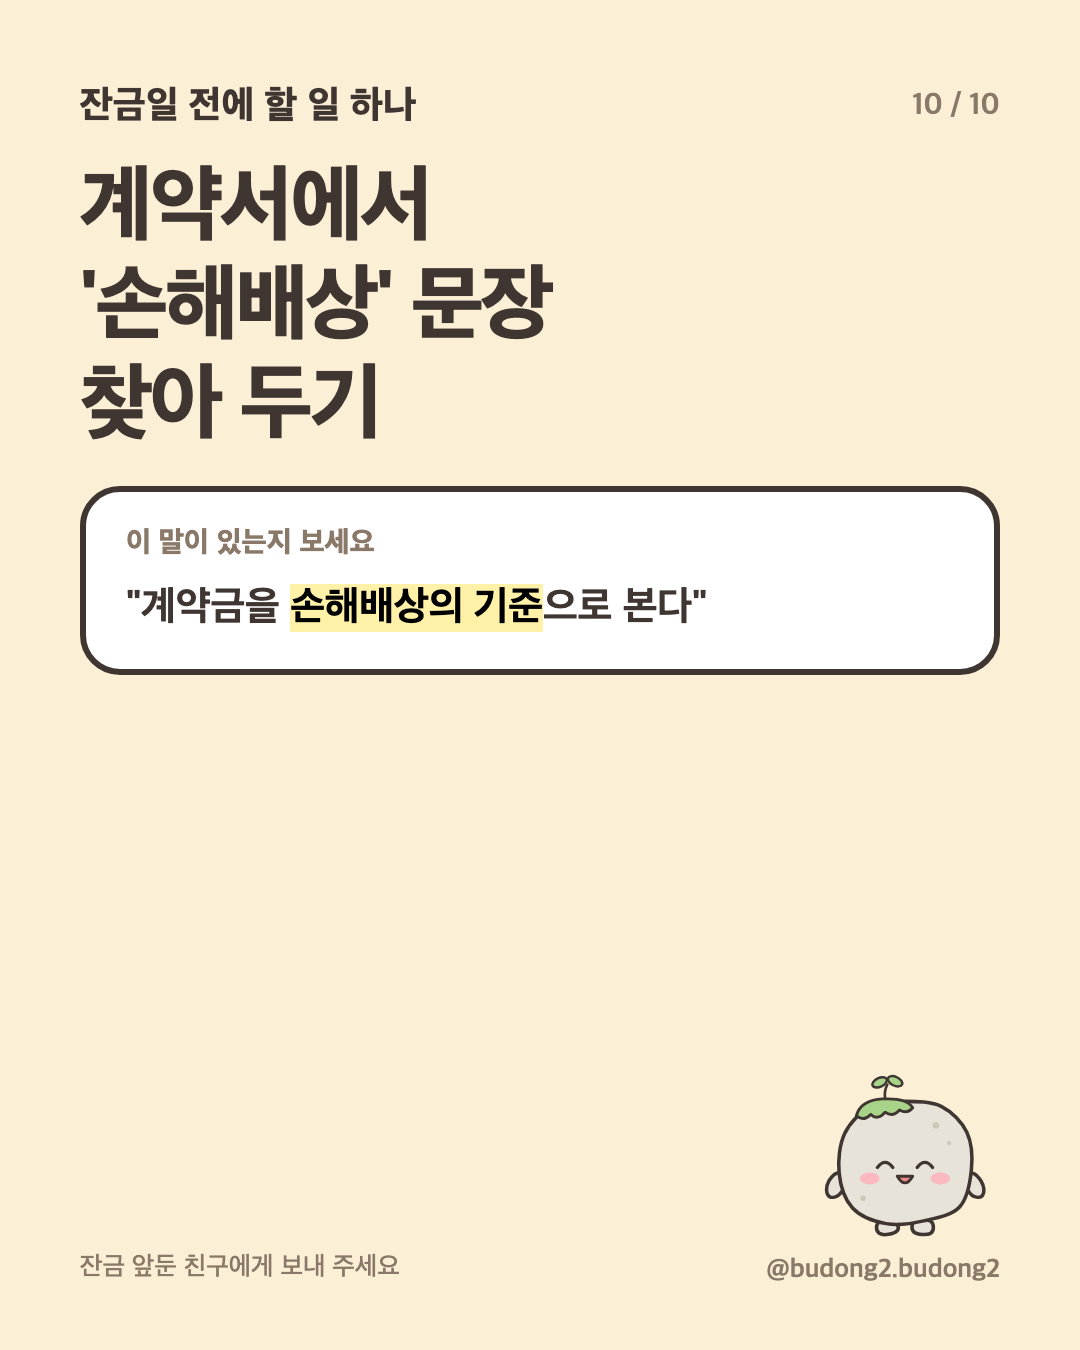 잔금일 전에 할 일 하나
10 / 10
계약서에서
'손해배상' 문장
찾아 두기
이 말이 있는지 보세요
"계약금을 손해배상의 기준으로 본다"
잔금 앞둔 친구에게 보내 주세요
@budong2.budong2